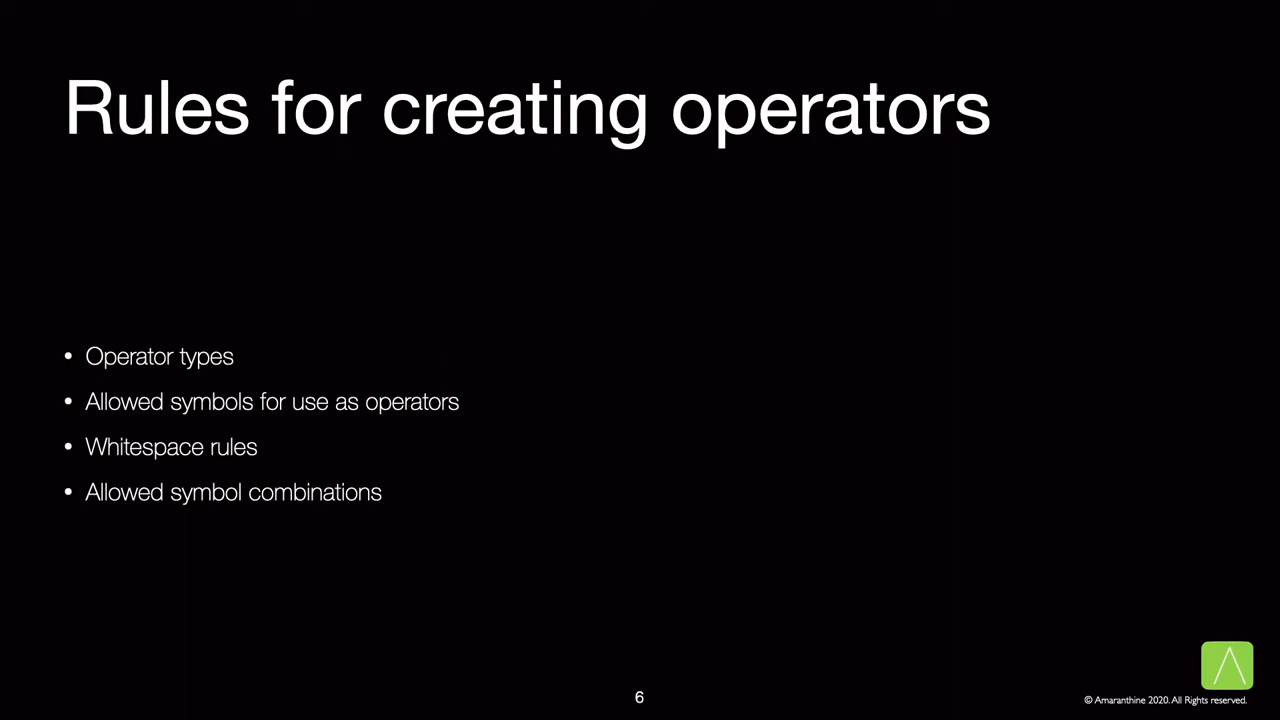 Rules for creating operators
• Operator types
• Allowed symbols for use as operators
• Whitespace rules
• Allowed symbol combinations
6
© Amaranthine 2020. All Rights reserved.